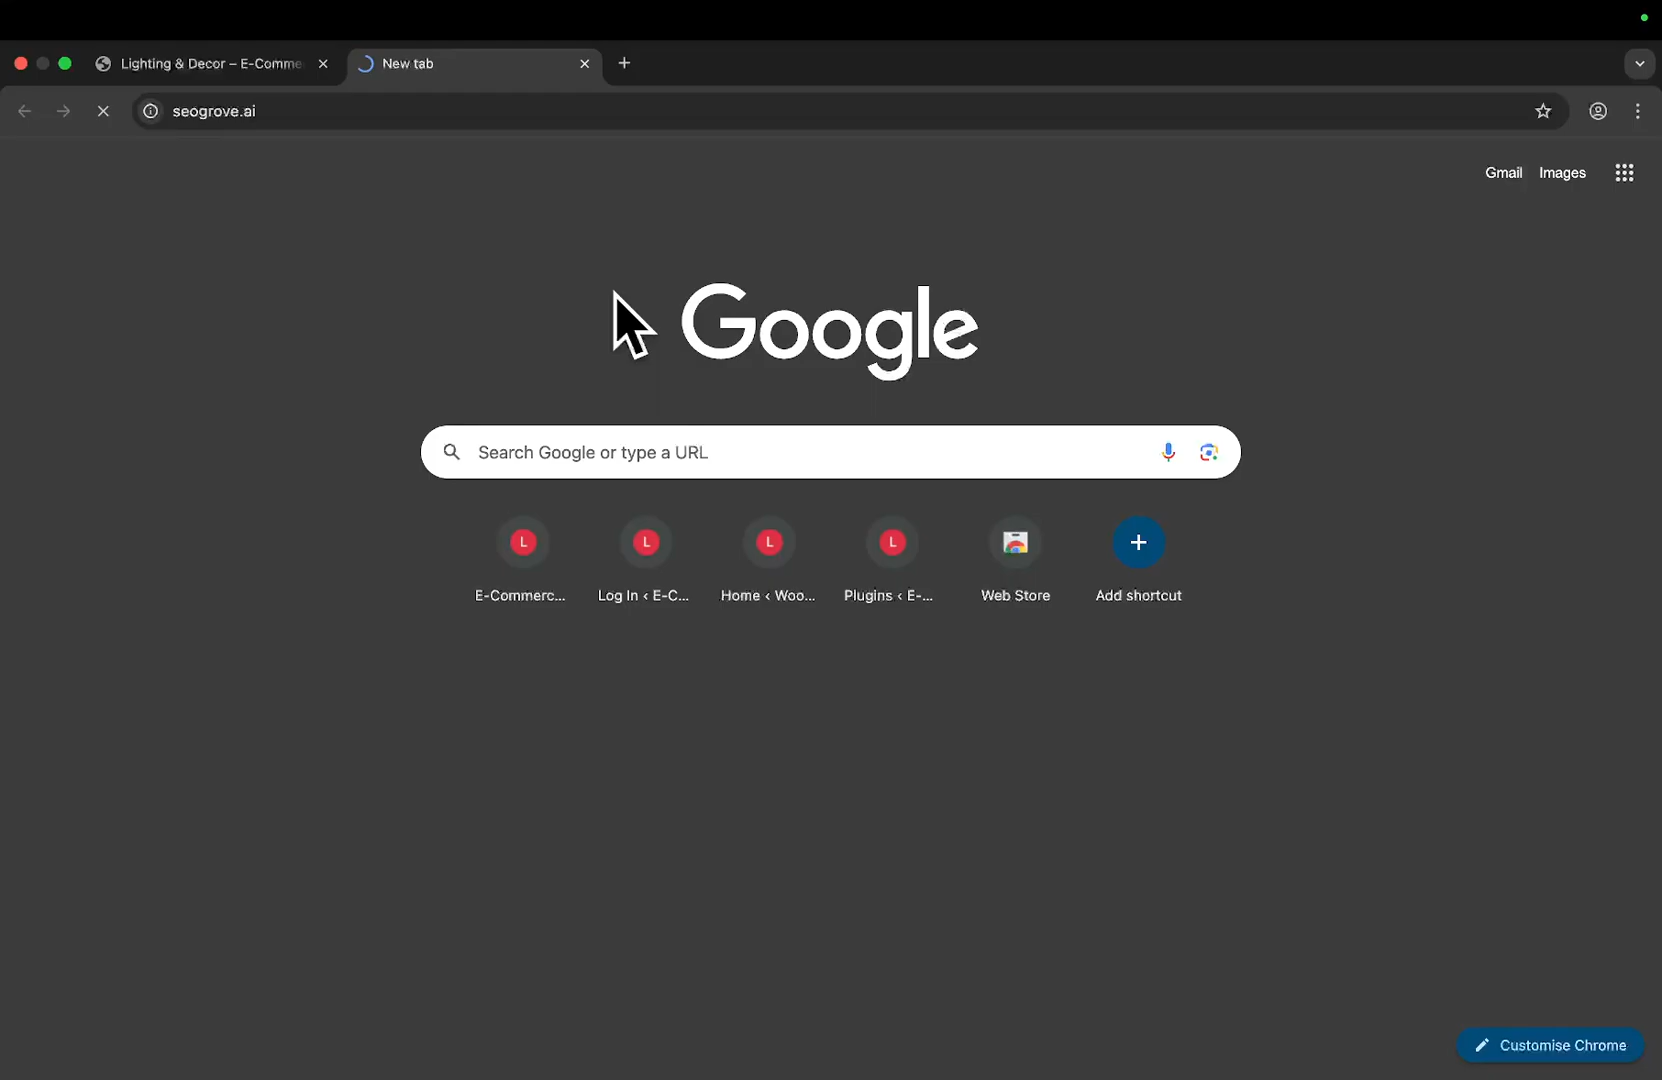 Lighting & Decor – E-Comme
New tab
seogrove.ai
Gmail
Images
Google
Search Google or type a URL
L
L
L
L
E-Commerc...
Log In ‹ E-C...
Home ‹ Woo...
Plugins ‹ E-...
Web Store
Add shortcut
Customise Chrome